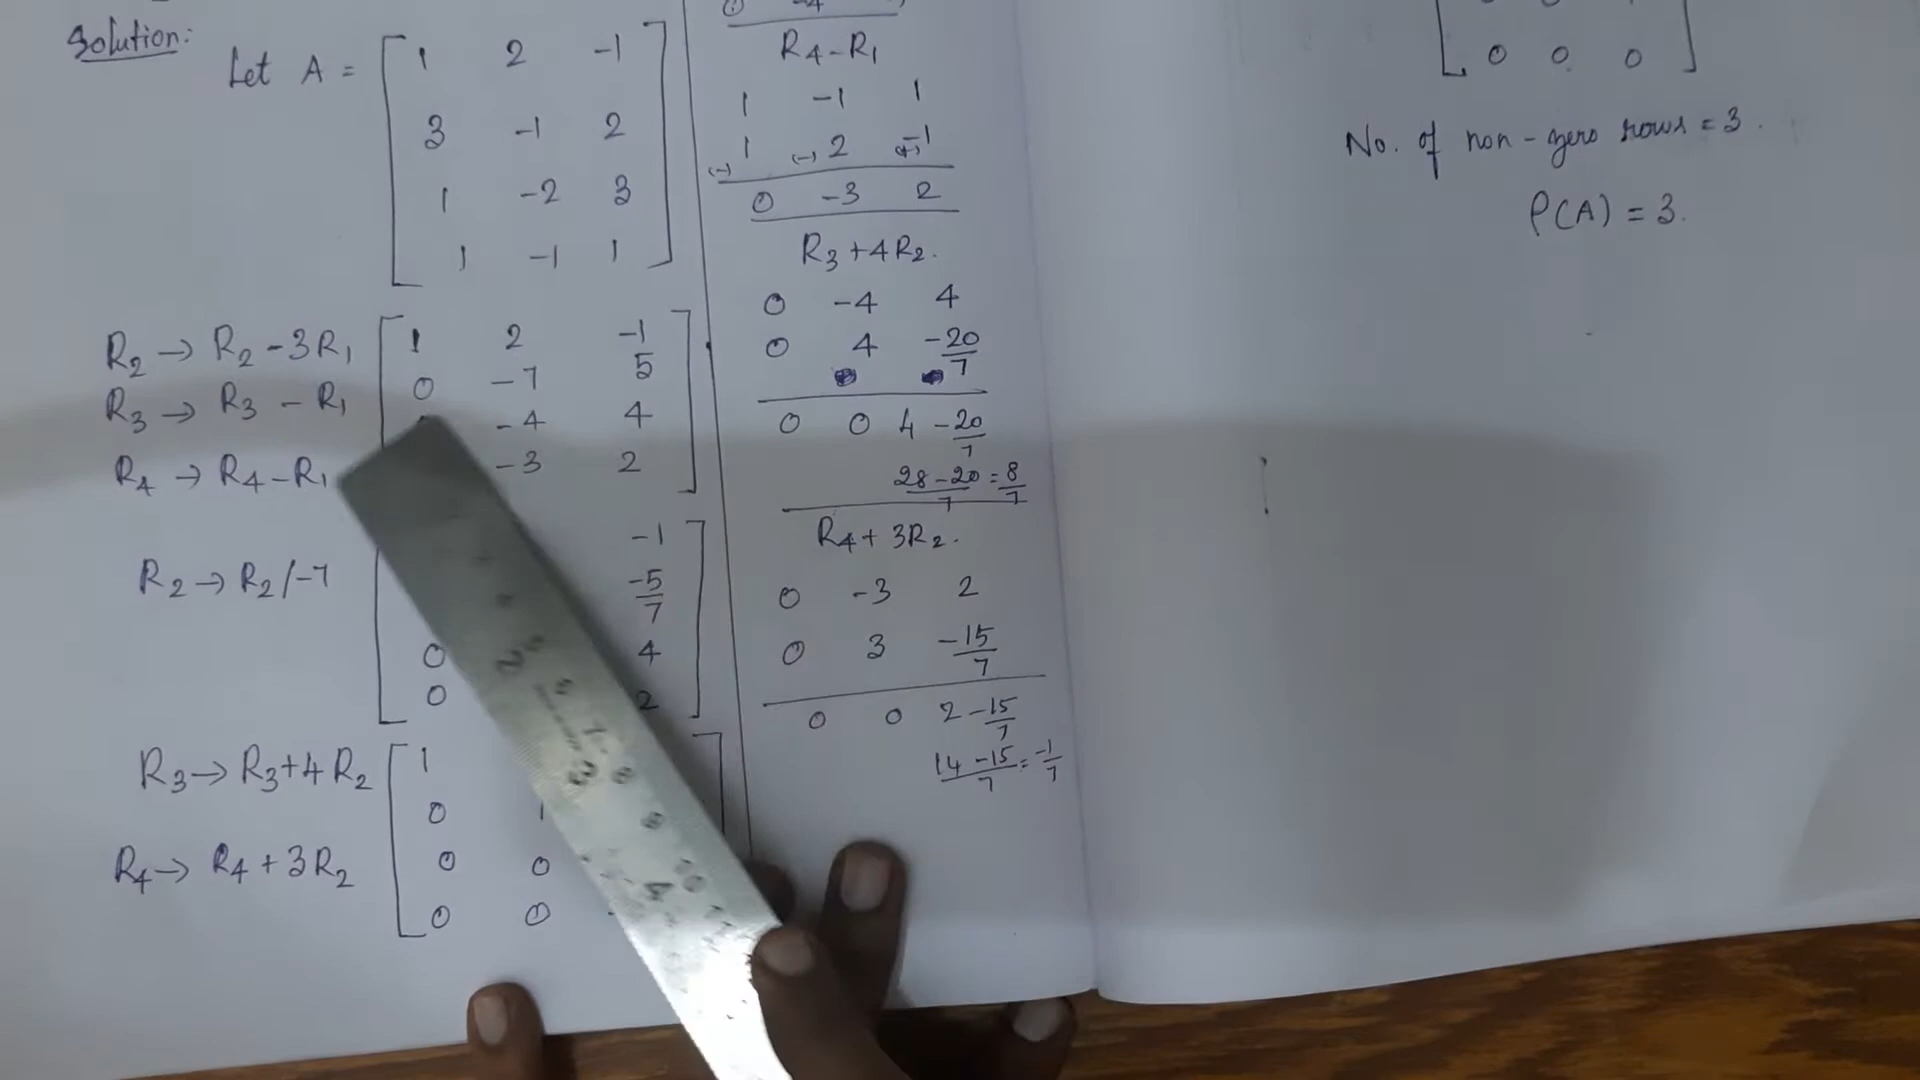 Solution:
Let A = [ 1 2 -1
3 -1 2
1 -2 3
1 -1 1 ]
R2 → R2 - 3R1 [ 1 2 -1
0 -7 5
R3 → R3 - R1 -4 4
R4 → R4 - R1 -3 2 ]
-1
R2 → R2/-7 -5/7
0 4
0 2 ]
R3 → R3+4R2 [ 1
0 1
R4 → R4 + 3R2 0 0
0 0
R4 - R1
1 -1 1
(-) 1 (-) 2 (+) -1
0 -3 2
R3 + 4R2.
0 -4 4
0 4 -20/7
0 0 4 - 20/7
28-20/7 = 8/7
R4 + 3R2.
0 -3 2
0 3 -15/7
0 0 2 - 15/7
14-15/7 = -1/7
0 0 0 ]
No. of non-zero rows = 3.
ρ(A) = 3.